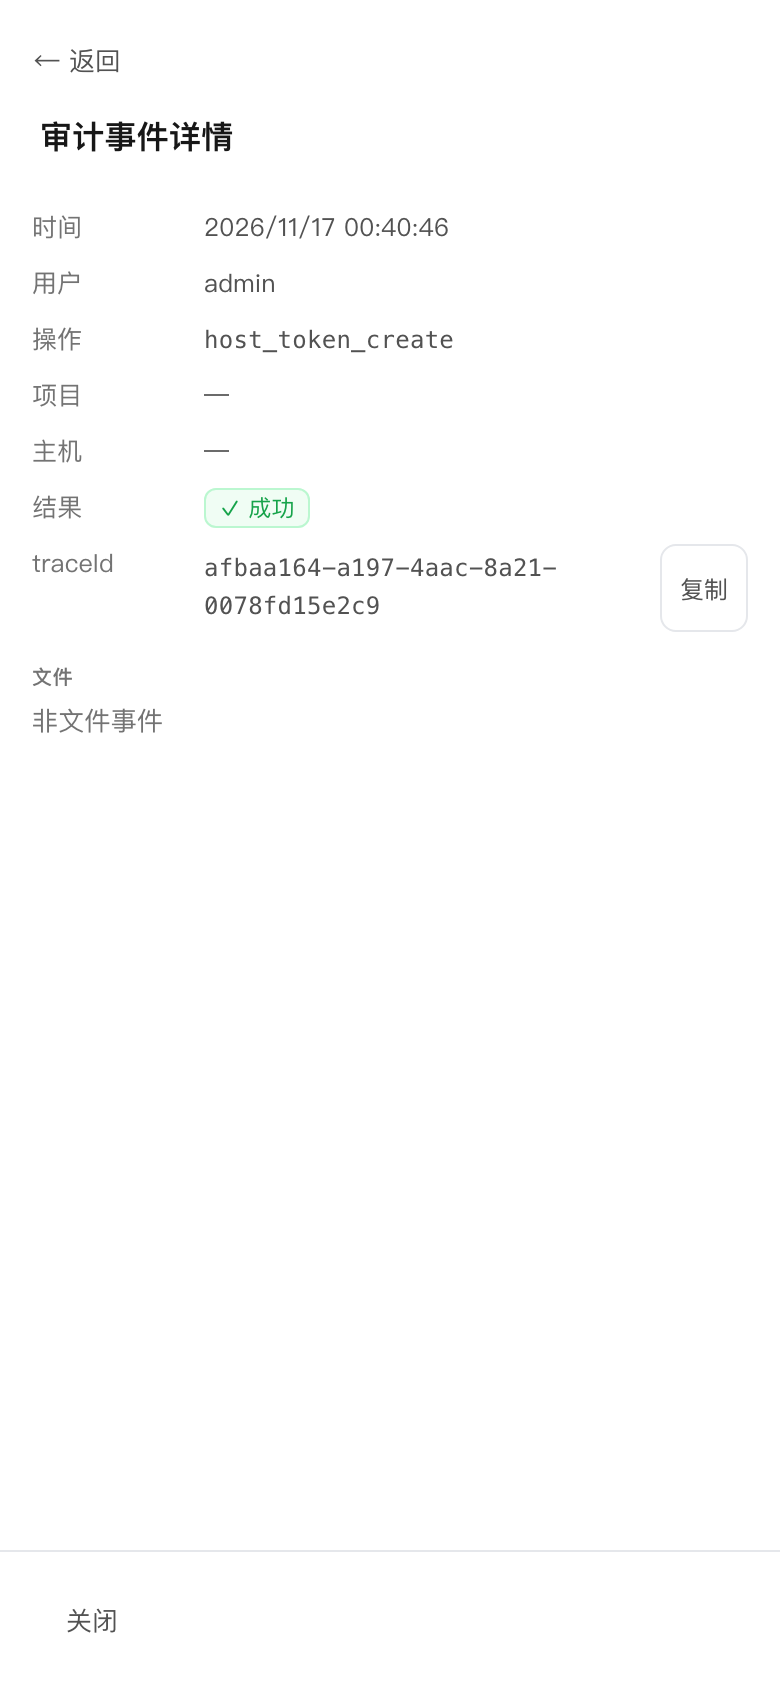 ← 返回
审计事件详情
时间 2026/11/17 00:40:46
用户 admin
操作 host_token_create
项目 —
主机 —
结果 ✓ 成功
traceId afbaa164-a197-4aac-8a21-
0078fd15e2c9 复制
文件
非文件事件
关闭